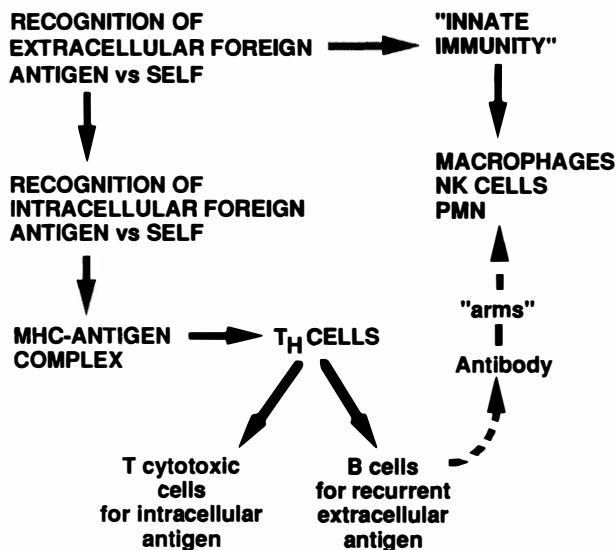 RECOGNITION OF
EXTRACELLULAR FOREIGN
ANTIGEN vs SELF
"INNATE
IMMUNITY"
RECOGNITION OF
INTRACELLULAR FOREIGN
ANTIGEN vs SELF
MACROPHAGES
NK CELLS
PMN
"arms"
MHC-ANTIGEN
COMPLEX
TH CELLS
Antibody
T cytotoxic
cells
for intracellular
antigen
B cells
for recurrent
extracellular
antigen